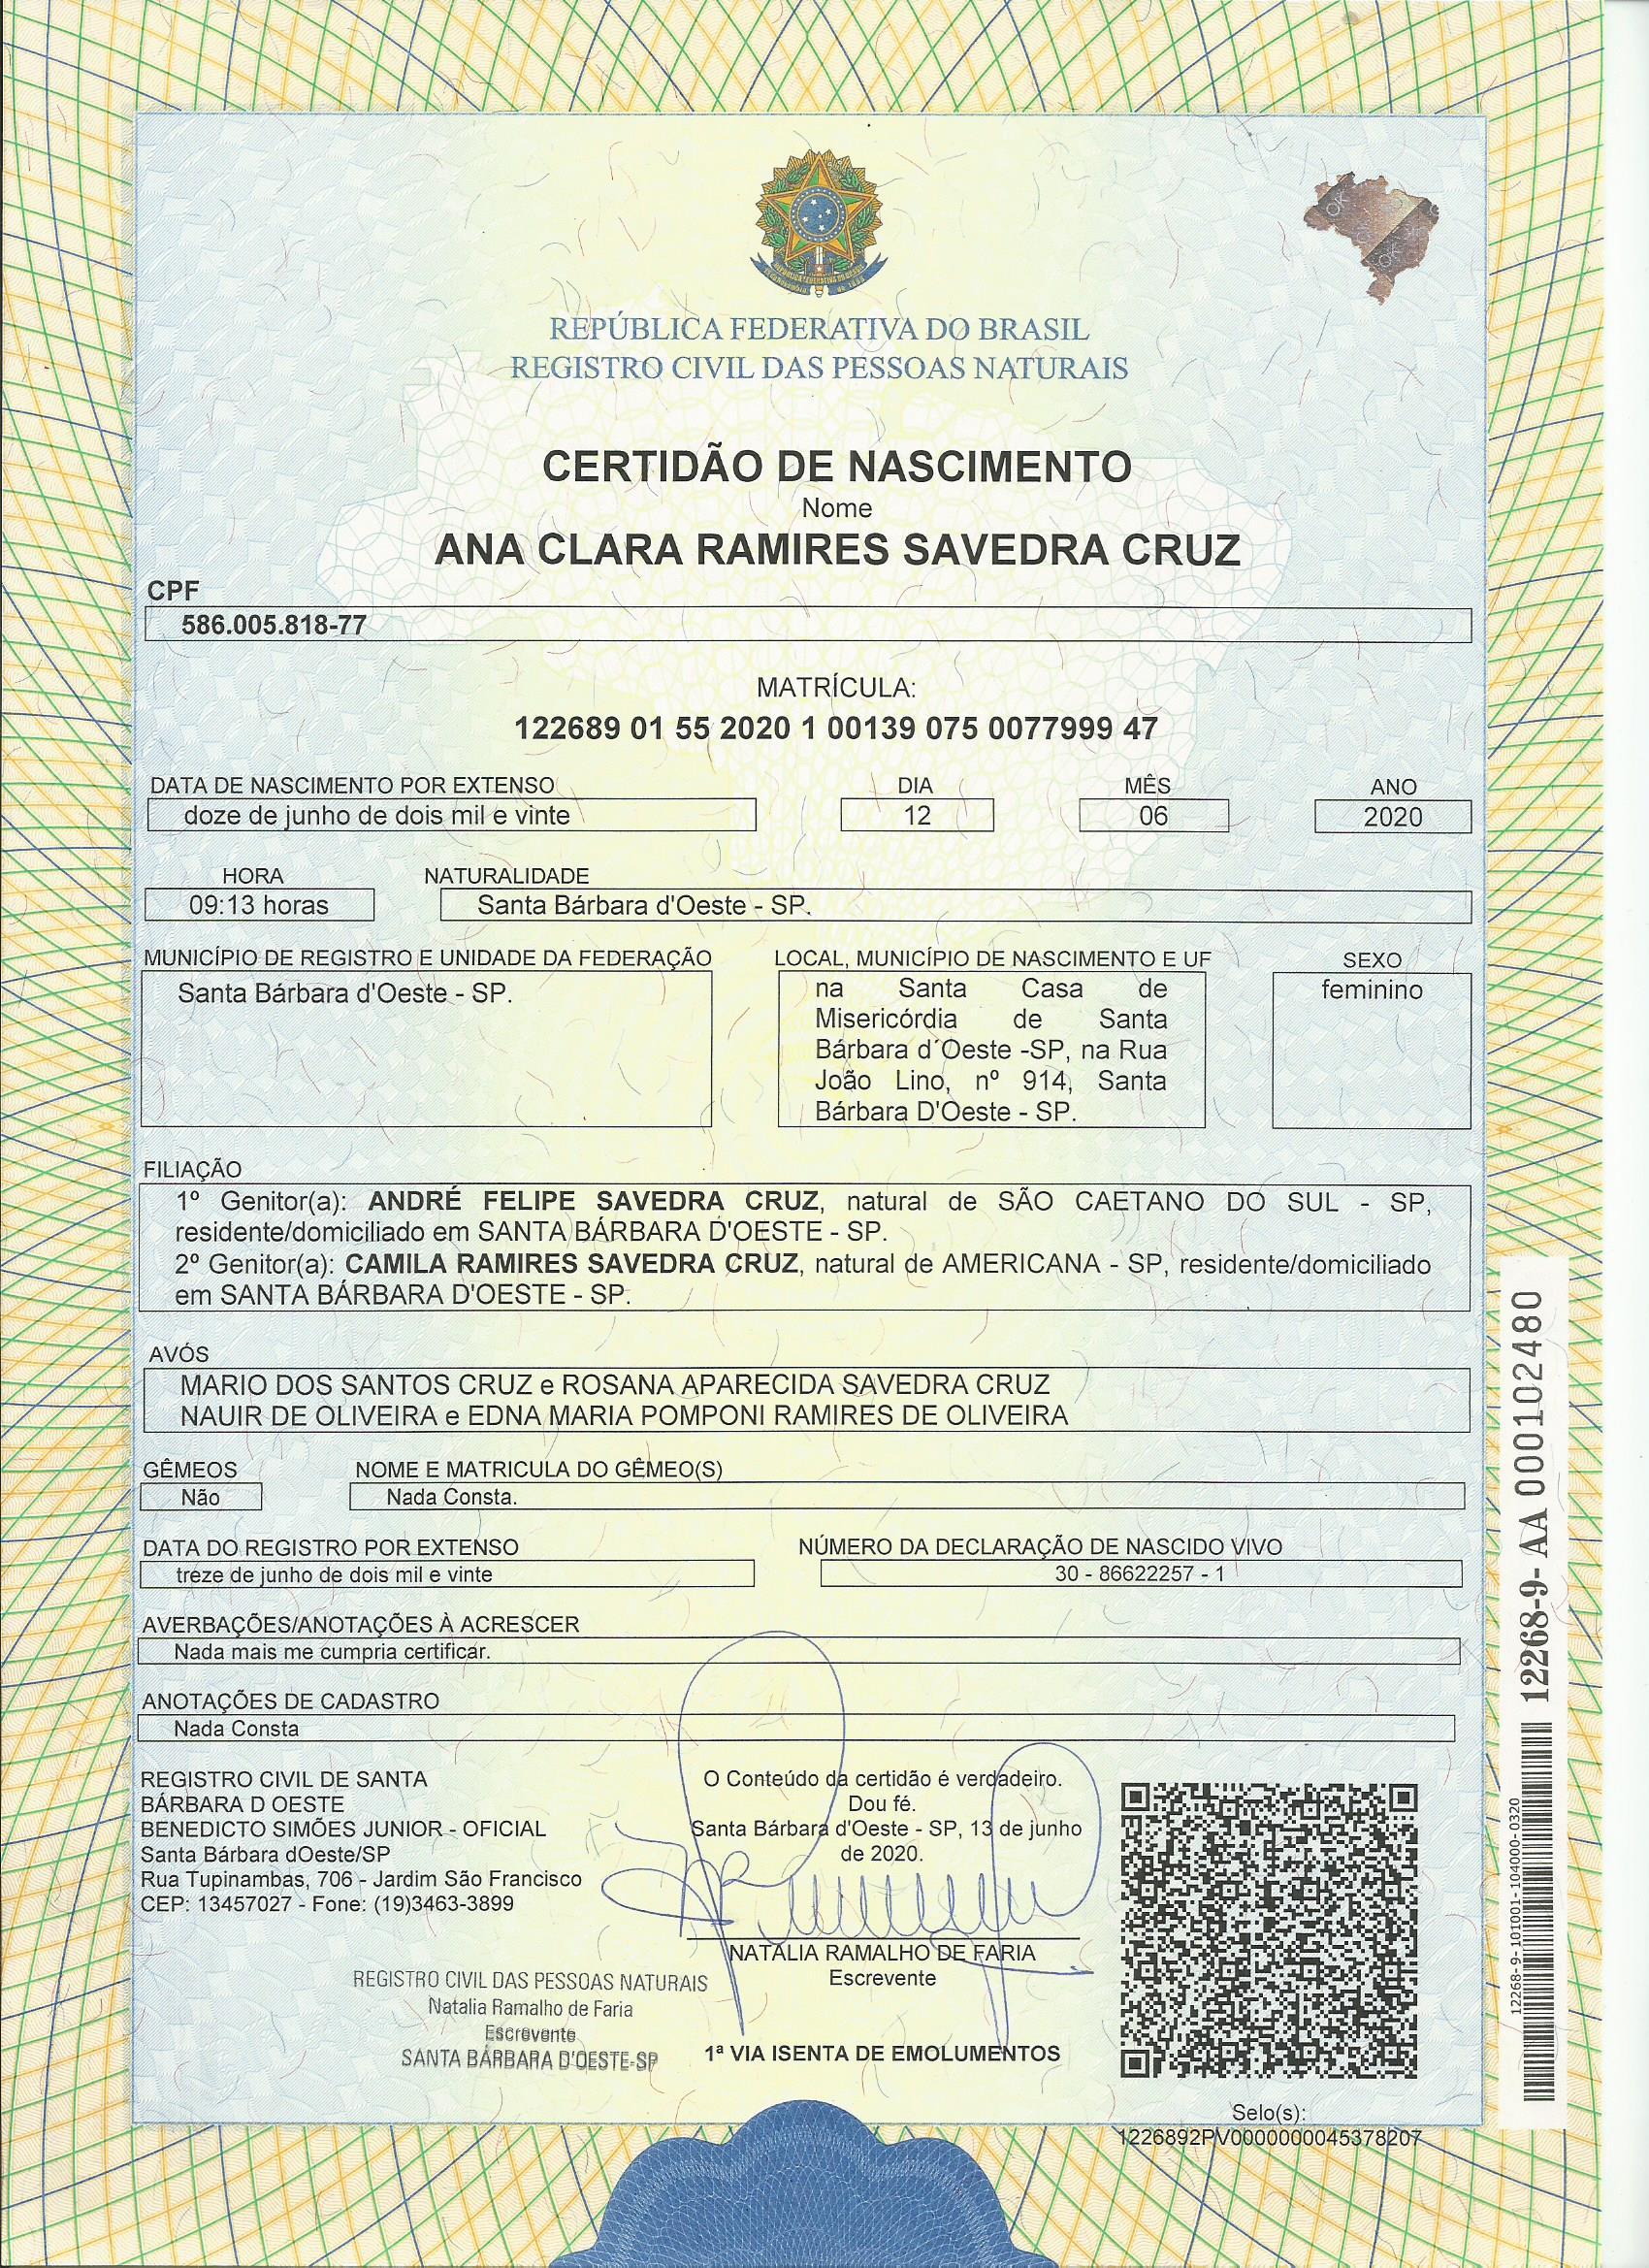 REPÚBLICA FEDERATIVA DO BRASIL
REGISTRO CIVIL DAS PESSOAS NATURAIS
CERTIDÃO DE NASCIMENTO
Nome
ANA CLARA RAMIRES SAVEDRA CRUZ
CPF
586.005.818-77
MATRÍCULA:
122689 01 55 2020 1 00139 075 0077999 47
DATA DE NASCIMENTO POR EXTENSO DIA MÊS ANO
doze de junho de dois mil e vinte 12 06 2020
HORA NATURALIDADE
09:13 horas Santa Bárbara d'Oeste - SP.
MUNICÍPIO DE REGISTRO E UNIDADE DA FEDERAÇÃO
Santa Bárbara d'Oeste - SP.
LOCAL, MUNICÍPIO DE NASCIMENTO E UF
na Santa Casa de
Misericórdia de Santa
Bárbara d´Oeste -SP, na Rua
João Lino, nº 914, Santa
Bárbara D'Oeste - SP.
SEXO
feminino
FILIAÇÃO
1º Genitor(a): ANDRÉ FELIPE SAVEDRA CRUZ, natural de SÃO CAETANO DO SUL - SP,
residente/domiciliado em SANTA BÁRBARA D'OESTE - SP.
2º Genitor(a): CAMILA RAMIRES SAVEDRA CRUZ, natural de AMERICANA - SP, residente/domiciliado
em SANTA BÁRBARA D'OESTE - SP.
AVÓS
MARIO DOS SANTOS CRUZ e ROSANA APARECIDA SAVEDRA CRUZ
NAUIR DE OLIVEIRA e EDNA MARIA POMPONI RAMIRES DE OLIVEIRA
GÊMEOS NOME E MATRICULA DO GÊMEO(S)
Não Nada Consta.
DATA DO REGISTRO POR EXTENSO NÚMERO DA DECLARAÇÃO DE NASCIDO VIVO
treze de junho de dois mil e vinte 30 - 86622257 - 1
AVERBAÇÕES/ANOTAÇÕES À ACRESCER
Nada mais me cumpria certificar.
ANOTAÇÕES DE CADASTRO
Nada Consta
REGISTRO CIVIL DE SANTA
BÁRBARA D OESTE
BENEDICTO SIMÕES JUNIOR - OFICIAL
Santa Bárbara dOeste/SP
Rua Tupinambas, 706 - Jardim São Francisco
CEP: 13457027 - Fone: (19)3463-3899
O Conteúdo da certidão é verdadeiro.
Dou fé.
Santa Bárbara d'Oeste - SP, 13 de junho
de 2020.
NATALIA RAMALHO DE FARIA
Escrevente
REGISTRO CIVIL DAS PESSOAS NATURAIS
Natalia Ramalho de Faria
Escrevente
SANTA BÁRBARA D'OESTE-SP
1ª VIA ISENTA DE EMOLUMENTOS
Selo(s):
1226892PV0000000045378207
12268-9- AA 000102480
12268-9-101001-104000-0320